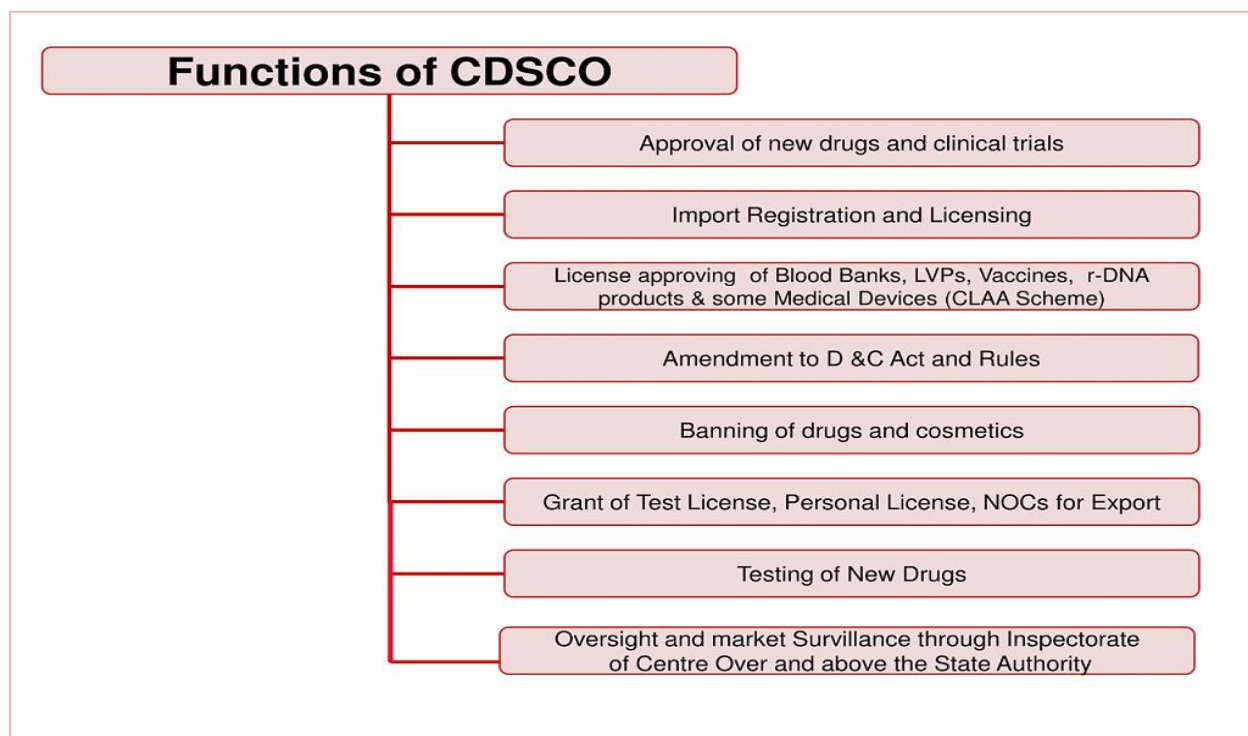 Functions of CDSCO
Approval of new drugs and clinical trials
Import Registration and Licensing
License approving of Blood Banks, LVPs, Vaccines, r-DNA
products & some Medical Devices (CLAA Scheme)
Amendment to D &C Act and Rules
Banning of drugs and cosmetics
Grant of Test License, Personal License, NOCs for Export
Testing of New Drugs
Oversight and market Survillance through Inspectorate
of Centre Over and above the State Authority